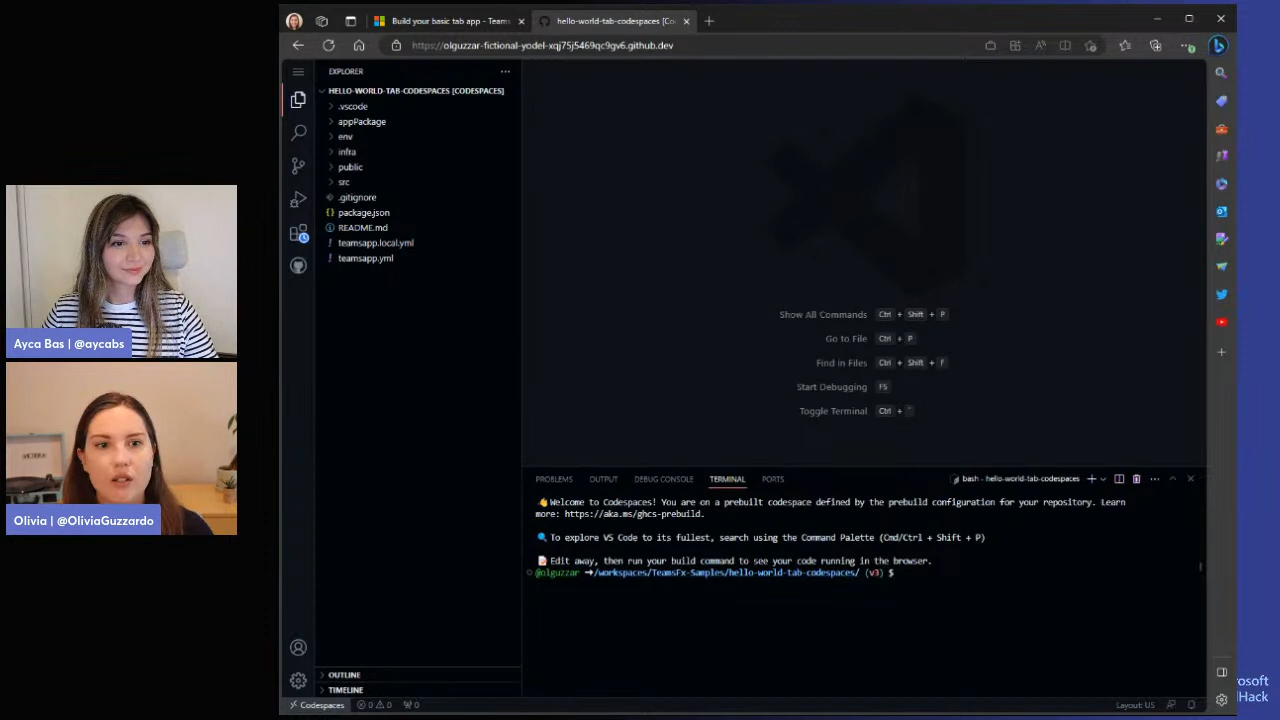 Build your basic tab app - Teams
hello-world-tab-codespaces [Co
https://olguzzar-fictional-yodel-xqj75j5469qc9gv6.github.dev
EXPLORER
HELLO-WORLD-TAB-CODESPACES [CODESPACES]
.vscode
appPackage
env
infra
public
src
.gitignore
package.json
README.md
teamsapp.local.yml
teamsapp.yml
Show All Commands Ctrl + Shift + P
Go to File Ctrl + P
Find in Files Ctrl + Shift + F
Start Debugging F5
Toggle Terminal Ctrl + `
PROBLEMS OUTPUT DEBUG CONSOLE TERMINAL PORTS
bash - hello-world-tab-codespaces
Welcome to Codespaces! You are on a prebuilt codespace defined by the prebuild configuration for your repository. Learn
more: https://aka.ms/ghcs-prebuild.
To explore VS Code to its fullest, search using the Command Palette (Cmd/Ctrl + Shift + P)
Edit away, then run your build command to see your code running in the browser.
@olguzzar ➜/workspaces/TeamsFx-Samples/hello-world-tab-codespaces/ (v3) $
OUTLINE
TIMELINE
Codespaces 0 0 0
Layout: US
Ayca Bas | @aycabs
Olivia | @OliviaGuzzardo
rosoft
Hack